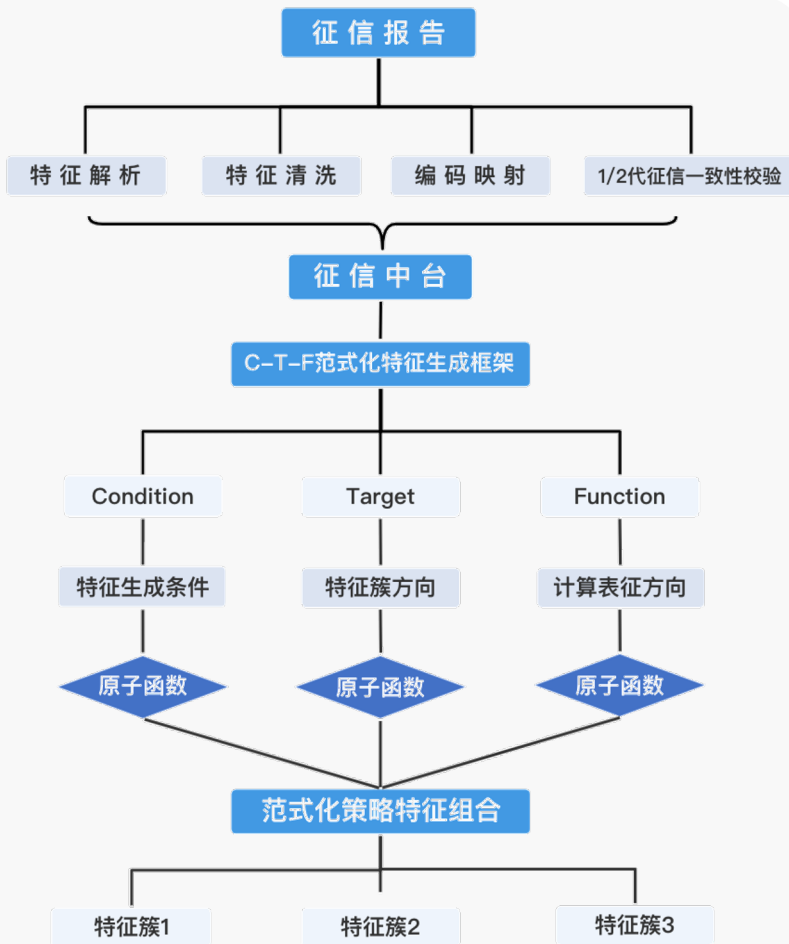 征信报告
特征解析
特征清洗
编码映射
1/2代征信一致性校验
征信中台
C-T-F范式化特征生成框架
Condition
Target
Function
特征生成条件
特征簇方向
计算表征方向
原子函数
原子函数
原子函数
范式化策略特征组合
特征簇1
特征簇2
特征簇3